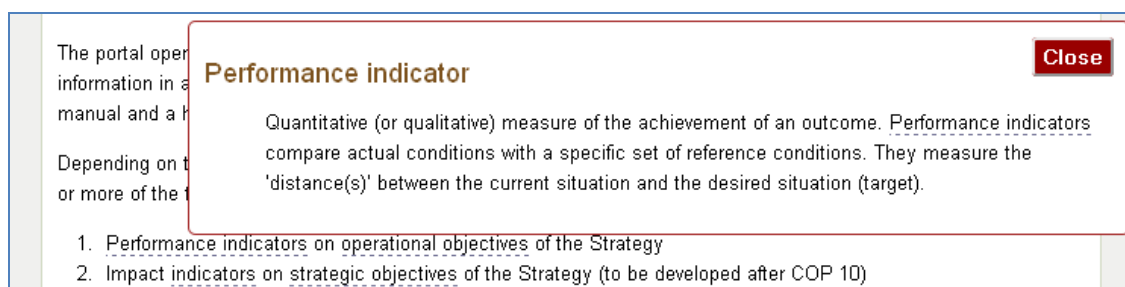 The portal oper
Performance indicator
Close
information in a
manual and a h
Quantitative (or qualitative) measure of the achievement of an outcome. Performance indicators
compare actual conditions with a specific set of reference conditions. They measure the
Depending on t
'distance(s)' between the current situation and the desired situation (target).
or more of the t
1. Performance indicators on operational objectives of the Strategy
2. Impact indicators on strategic objectives of the Strategy (to be developed after COP 10)